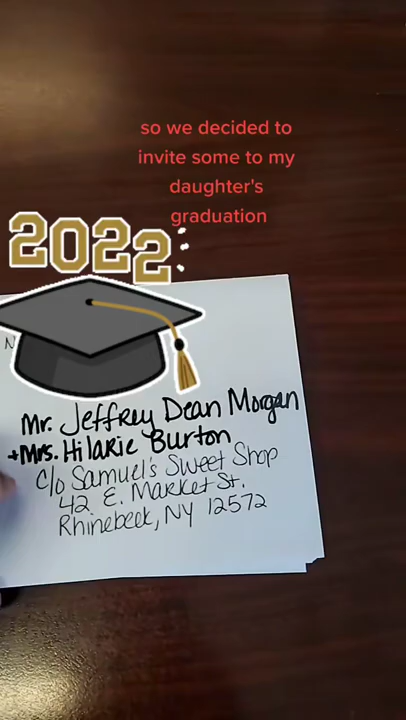 so we decided to
invite some to my
daughter's
graduation
2022
N
Mr. Jeffrey Dean Morgan
+Mrs. Hilarie Burton
c/o Samuel's Sweet Shop
42 E. Market St.
Rhinebeck, NY 12572